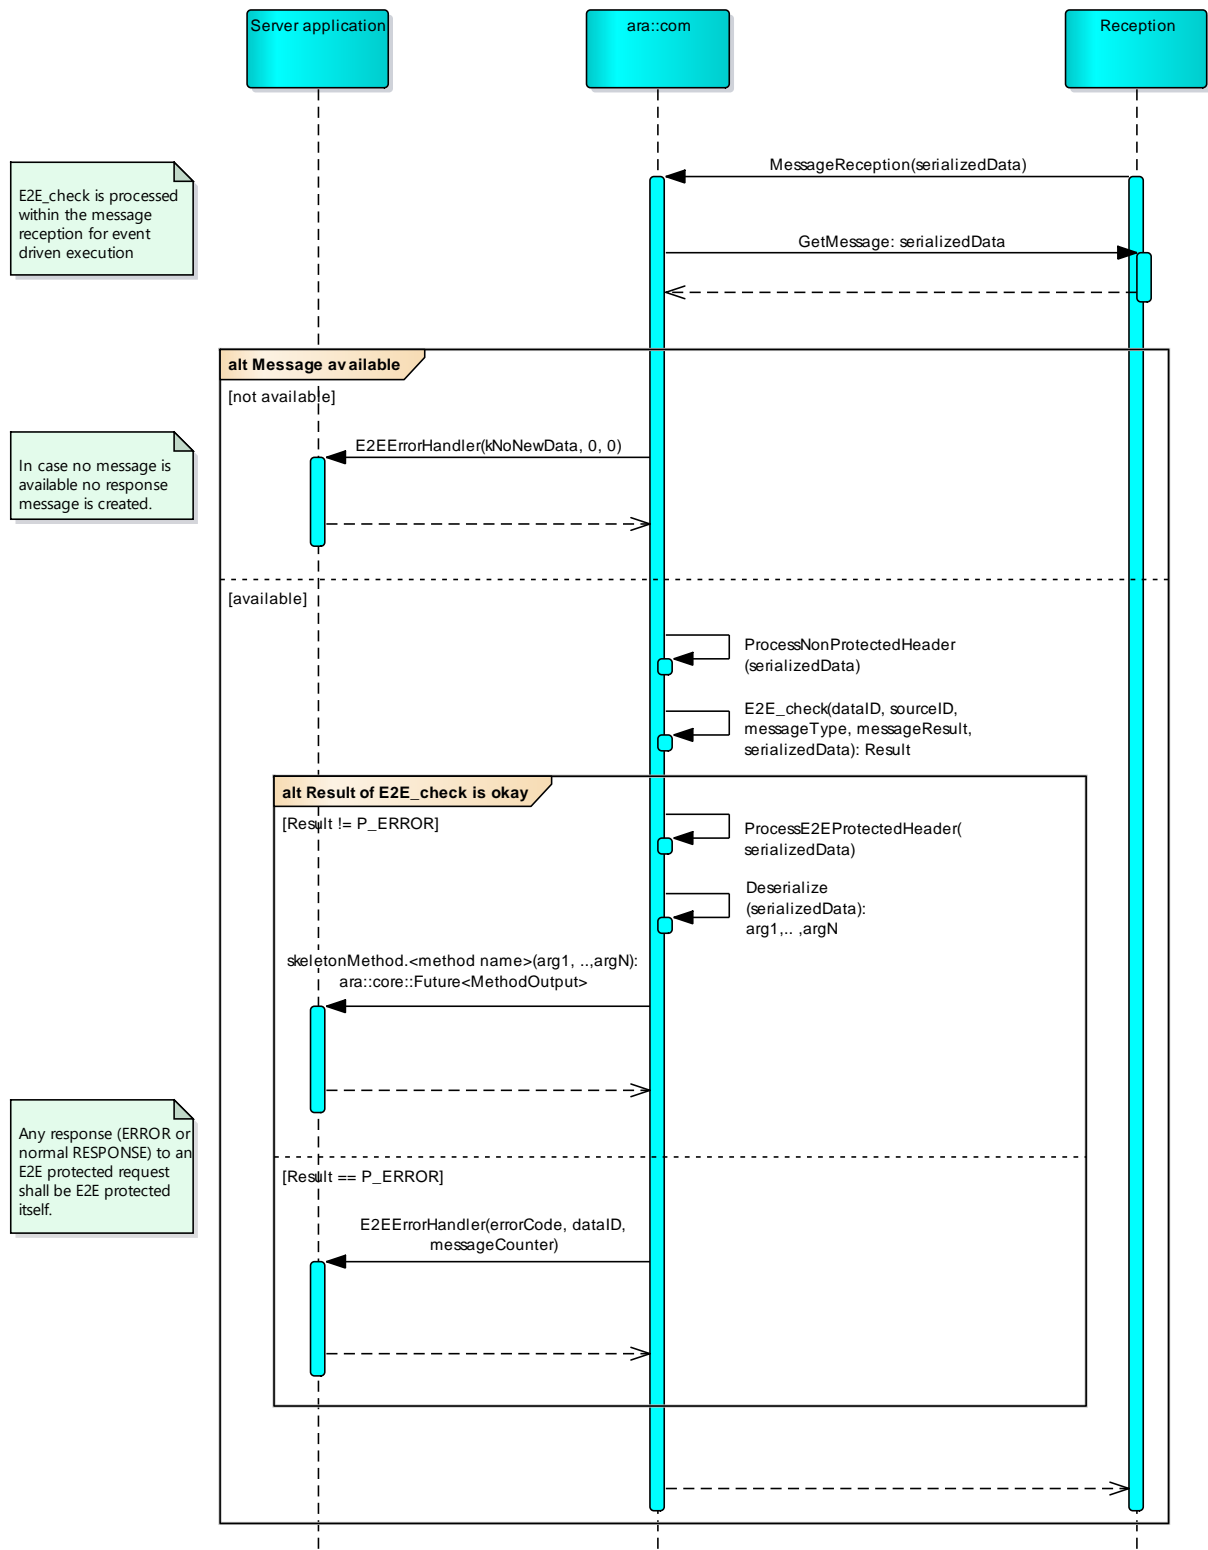 Server application
ara::com
Reception
MessageReception(serializedData)
E2E_check is processed
within the message
reception for event
driven execution
GetMessage: serializedData
alt Message available
[not available]
E2EErrorHandler(kNoNewData, 0, 0)
In case no message is
available no response
message is created.
[available]
ProcessNonProtectedHeader
(serializedData)
E2E_check(dataID, sourceID,
messageType, messageResult,
serializedData): Result
alt Result of E2E_check is okay
[Result != P_ERROR]
ProcessE2EProtectedHeader(
serializedData)
Deserialize
(serializedData):
arg1,.. ,argN
skeletonMethod.<method name>(arg1, ..,argN):
ara::core::Future<MethodOutput>
Any response (ERROR or
normal RESPONSE) to an
E2E protected request
shall be E2E protected
itself.
[Result == P_ERROR]
E2EErrorHandler(errorCode, dataID,
messageCounter)